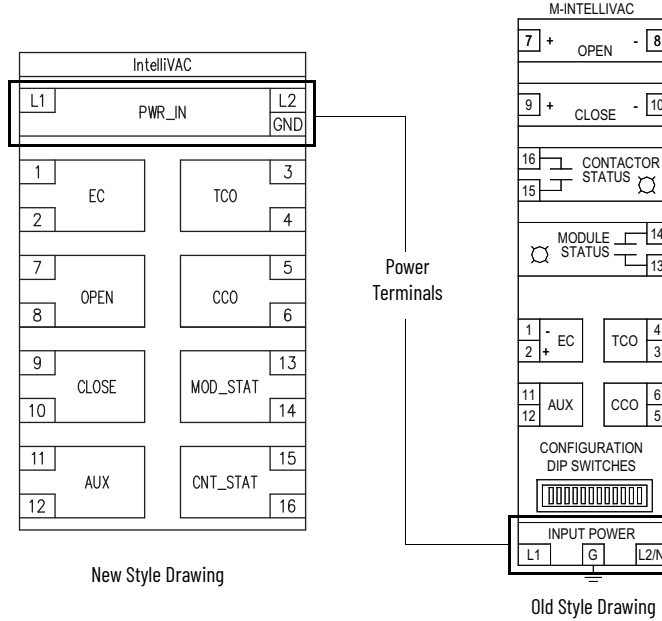 IntelliVAC
L1 PWR_IN L2
GND
1 EC 2
TCO 3 4
7 OPEN 8
CCO 5 6
9 CLOSE 10
MOD_STAT 13 14
11 AUX 12
CNT_STAT 15 16
New Style Drawing
Power
Terminals
M-INTELLIVAC
7 + OPEN - 8
9 + CLOSE - 10
16 CONTACTOR
15 STATUS
MODULE 14
STATUS 13
1 - EC
2 +
TCO 4
3
11 AUX
12
CCO 6
5
CONFIGURATION
DIP SWITCHES
INPUT POWER
L1 G L2/N
Old Style Drawing